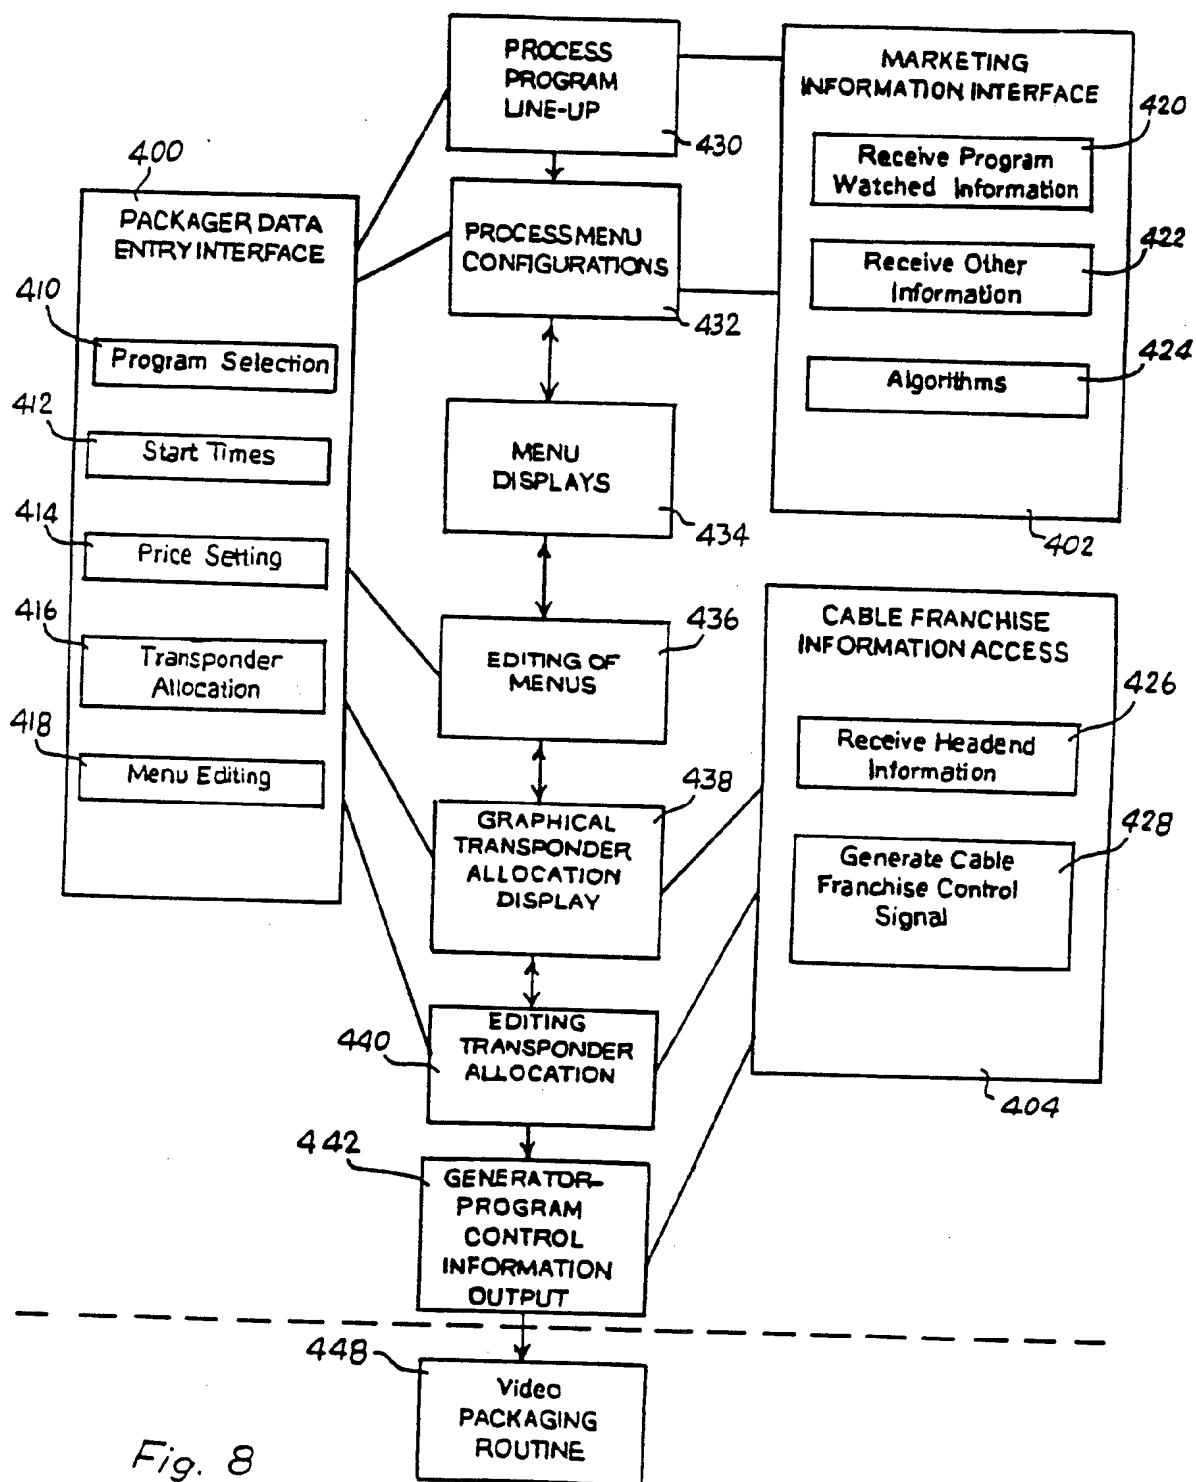 PROCESS
PROGRAM
LINE-UP
430
MARKETING
INFORMATION INTERFACE
420
Receive Program
Watched Information
422
Receive Other
Information
424
Algorithms
402
400
PACKAGER DATA
ENTRY INTERFACE
410
Program Selection
412
Start Times
414
Price Setting
416
Transponder
Allocation
418
Menu Editing
PROCESS MENU
CONFIGURATIONS
432
MENU
DISPLAYS
434
436
EDITING OF
MENUS
438
GRAPHICAL
TRANSPONDER
ALLOCATION
DISPLAY
CABLE FRANCHISE
INFORMATION ACCESS
426
Receive Headend
Information
428
Generate Cable
Franchise Control
Signal
404
440
EDITING
TRANSPONDER
ALLOCATION
442
GENERATOR-
PROGRAM
CONTROL
INFORMATION
OUTPUT
448
Video
PACKAGING
ROUTINE
Fig. 8